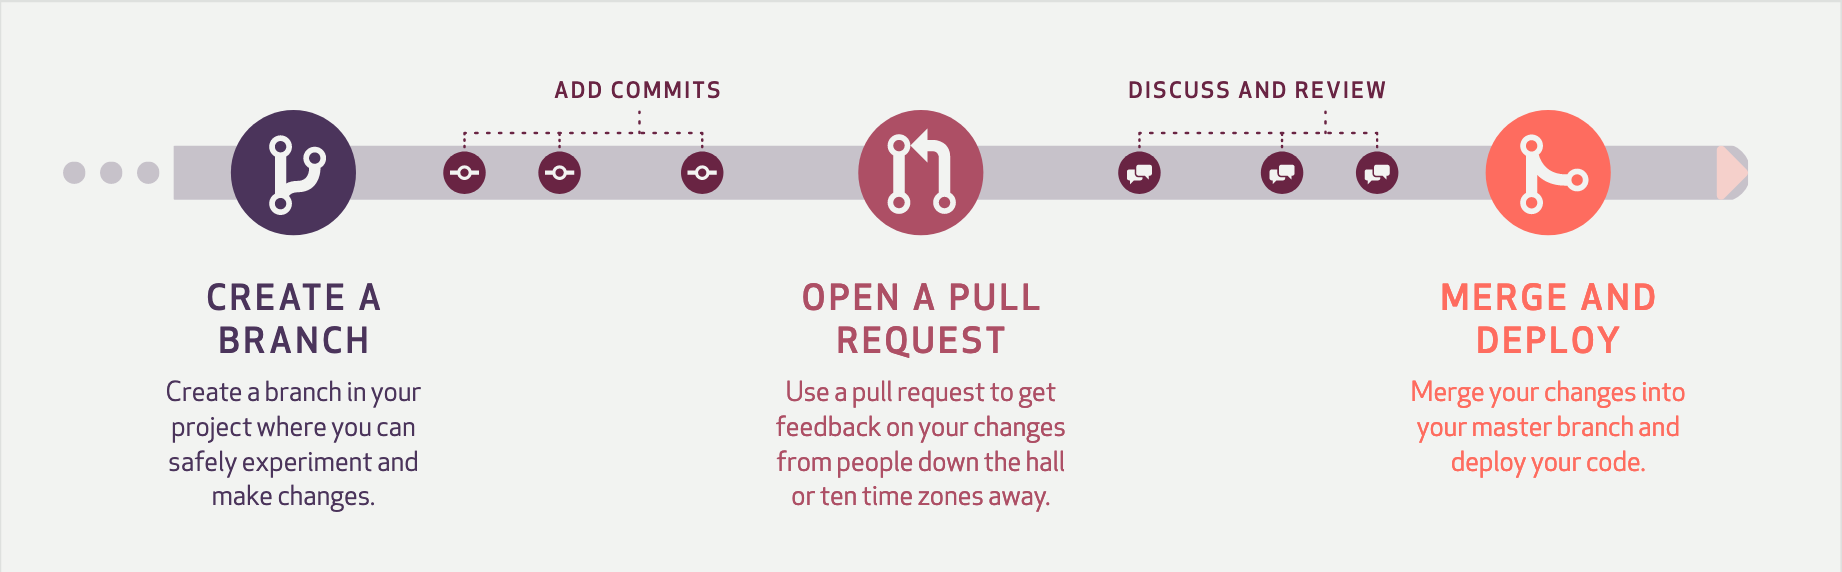 ADD COMMITS
DISCUSS AND REVIEW
CREATE A
BRANCH
Create a branch in your
project where you can
safely experiment and
make changes.
OPEN A PULL
REQUEST
Use a pull request to get
feedback on your changes
from people down the hall
or ten time zones away.
MERGE AND
DEPLOY
Merge your changes into
your master branch and
deploy your code.